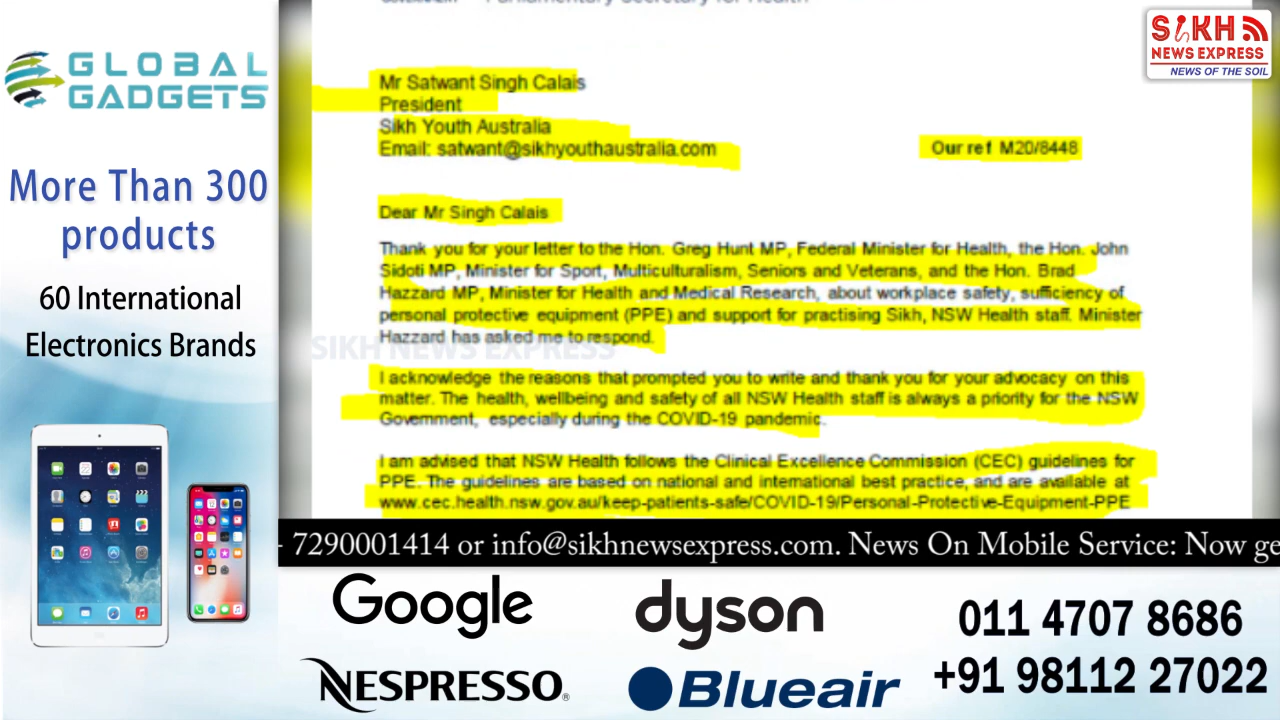 GLOBAL
GADGETS
More Than 300
products
60 International
Electronics Brands
Parliamentary Secretary for Health
SIKH
NEWS EXPRESS
NEWS OF THE SOIL
Mr Satwant Singh Calais
President
Sikh Youth Australia
Email: satwant@sikhyouthaustralia.com
Our ref M20/8448
Dear Mr Singh Calais
Thank you for your letter to the Hon. Greg Hunt MP, Federal Minister for Health, the Hon. John
Sidoti MP, Minister for Sport, Multiculturalism, Seniors and Veterans, and the Hon. Brad
Hazzard MP, Minister for Health and Medical Research, about workplace safety, sufficiency of
personal protective equipment (PPE) and support for practising Sikh, NSW Health staff. Minister
Hazzard has asked me to respond.
SIKH NEWS EXPRESS
I acknowledge the reasons that prompted you to write and thank you for your advocacy on this
matter. The health, wellbeing and safety of all NSW Health staff is always a priority for the NSW
Government, especially during the COVID-19 pandemic.
I am advised that NSW Health follows the Clinical Excellence Commission (CEC) guidelines for
PPE. The guidelines are based on national and international best practice, and are available at
www.cec.health.nsw.gov.au/keep-patients-safe/COVID-19/Personal-Protective-Equipment-PPE
- 7290001414 or info@sikhnewsexpress.com. News On Mobile Service: Now ge
Google
dyson
NESPRESSO®
Blueair
011 4707 8686
+91 98112 27022